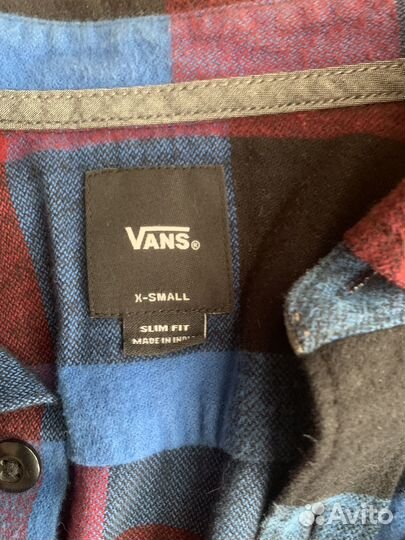 VANS®
X-SMALL
SLIM FIT
MADE IN INDIA
Avito